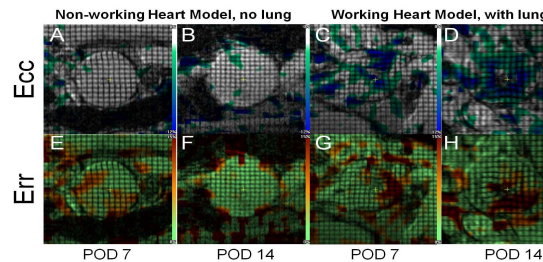 Non-working Heart Model, no lung
Working Heart Model, with lung
A
B
C
D
Ecc
E
F
G
H
Err
POD 7
POD 14
POD 7
POD 14